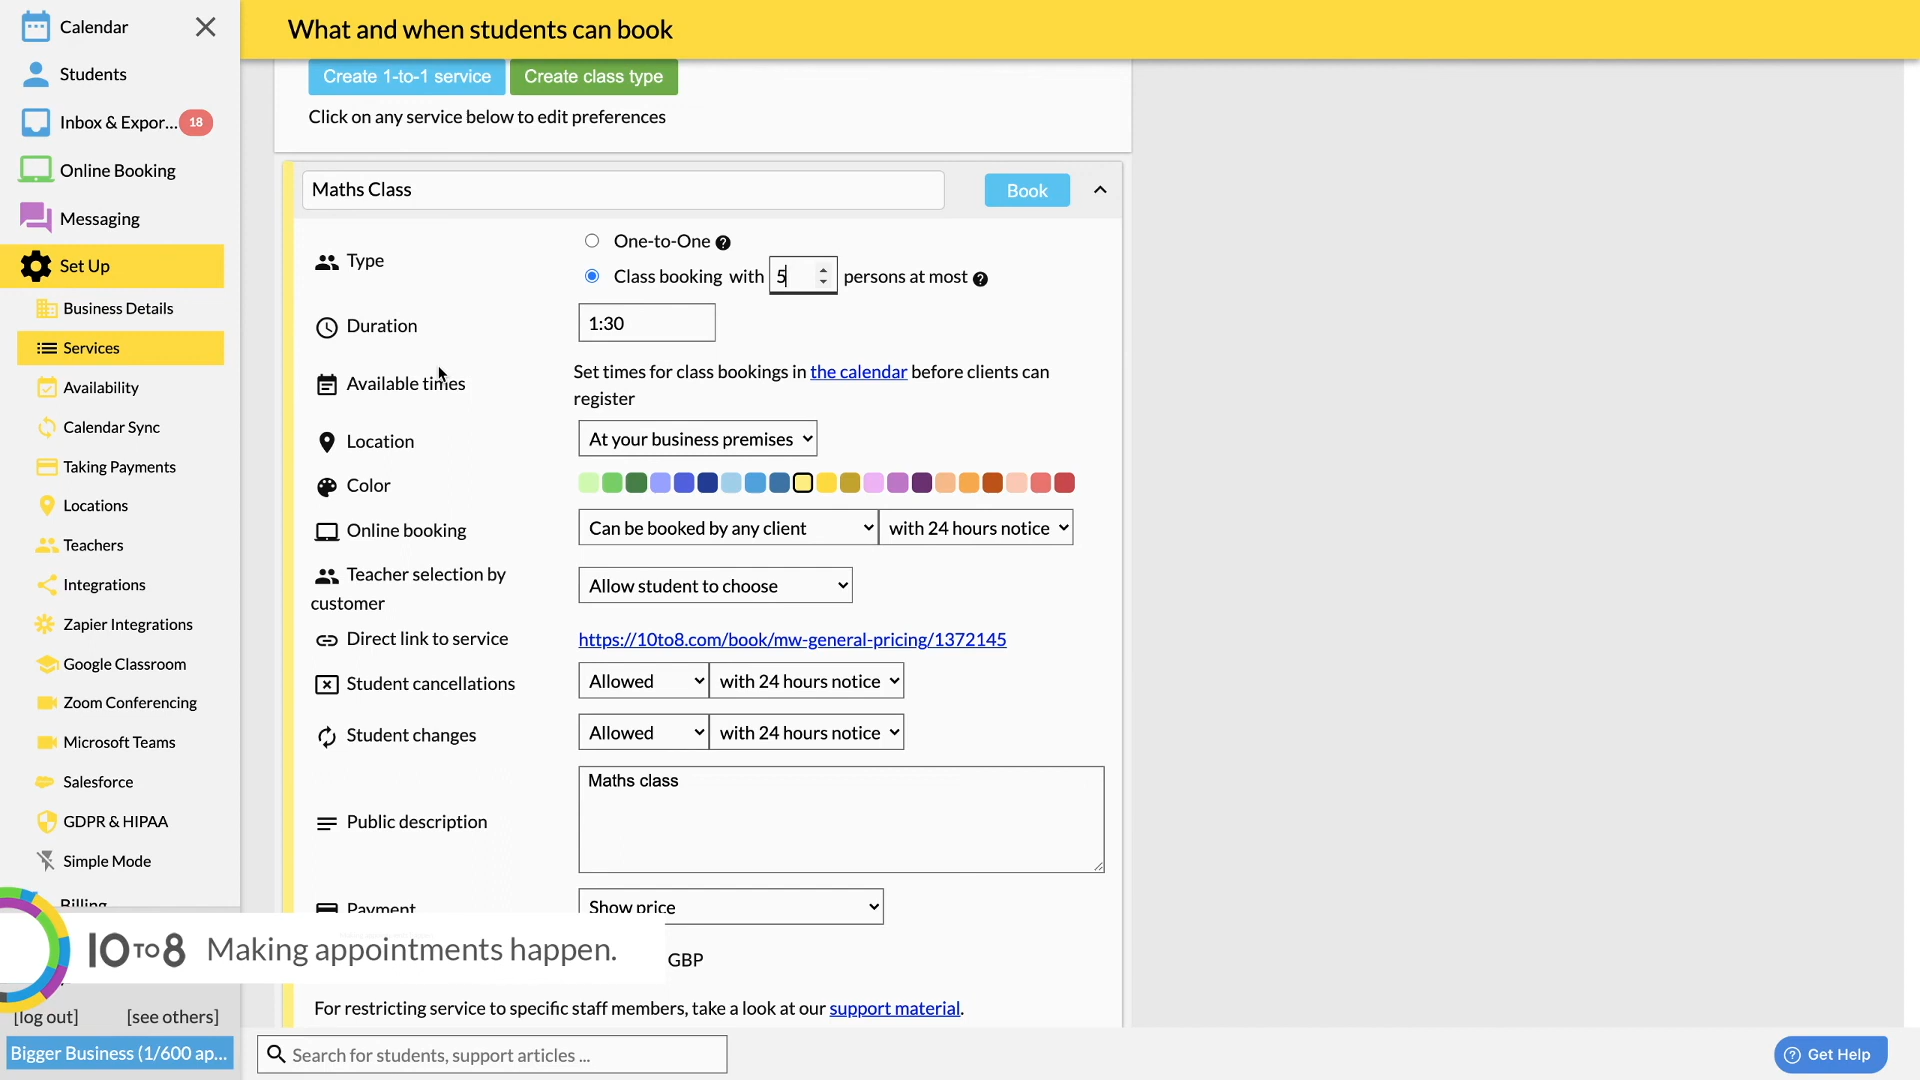 Calendar
Students
Inbox & Expor... 18
Online Booking
Messaging
Set Up
Business Details
Services
Availability
Calendar Sync
Taking Payments
Locations
Teachers
Integrations
Zapier Integrations
Google Classroom
Zoom Conferencing
Microsoft Teams
Salesforce
GDPR & HIPAA
Simple Mode
Billing
[log out] [see others]
Bigger Business (1/600 ap...
What and when students can book
Create 1-to-1 service Create class type
Click on any service below to edit preferences
Maths Class Book
Type
One-to-One ?
Class booking with 5 persons at most ?
Duration 1:30
Available times Set times for class bookings in the calendar before clients can
register
Location At your business premises
Color
Online booking Can be booked by any client with 24 hours notice
Teacher selection by
customer
Allow student to choose
Direct link to service https://10to8.com/book/mw-general-pricing/1372145
Student cancellations Allowed with 24 hours notice
Student changes Allowed with 24 hours notice
Public description Maths class
Payment Show price
GBP
For restricting service to specific staff members, take a look at our support material.
10TO8 Making appointments happen.
Search for students, support articles ...
? Get Help